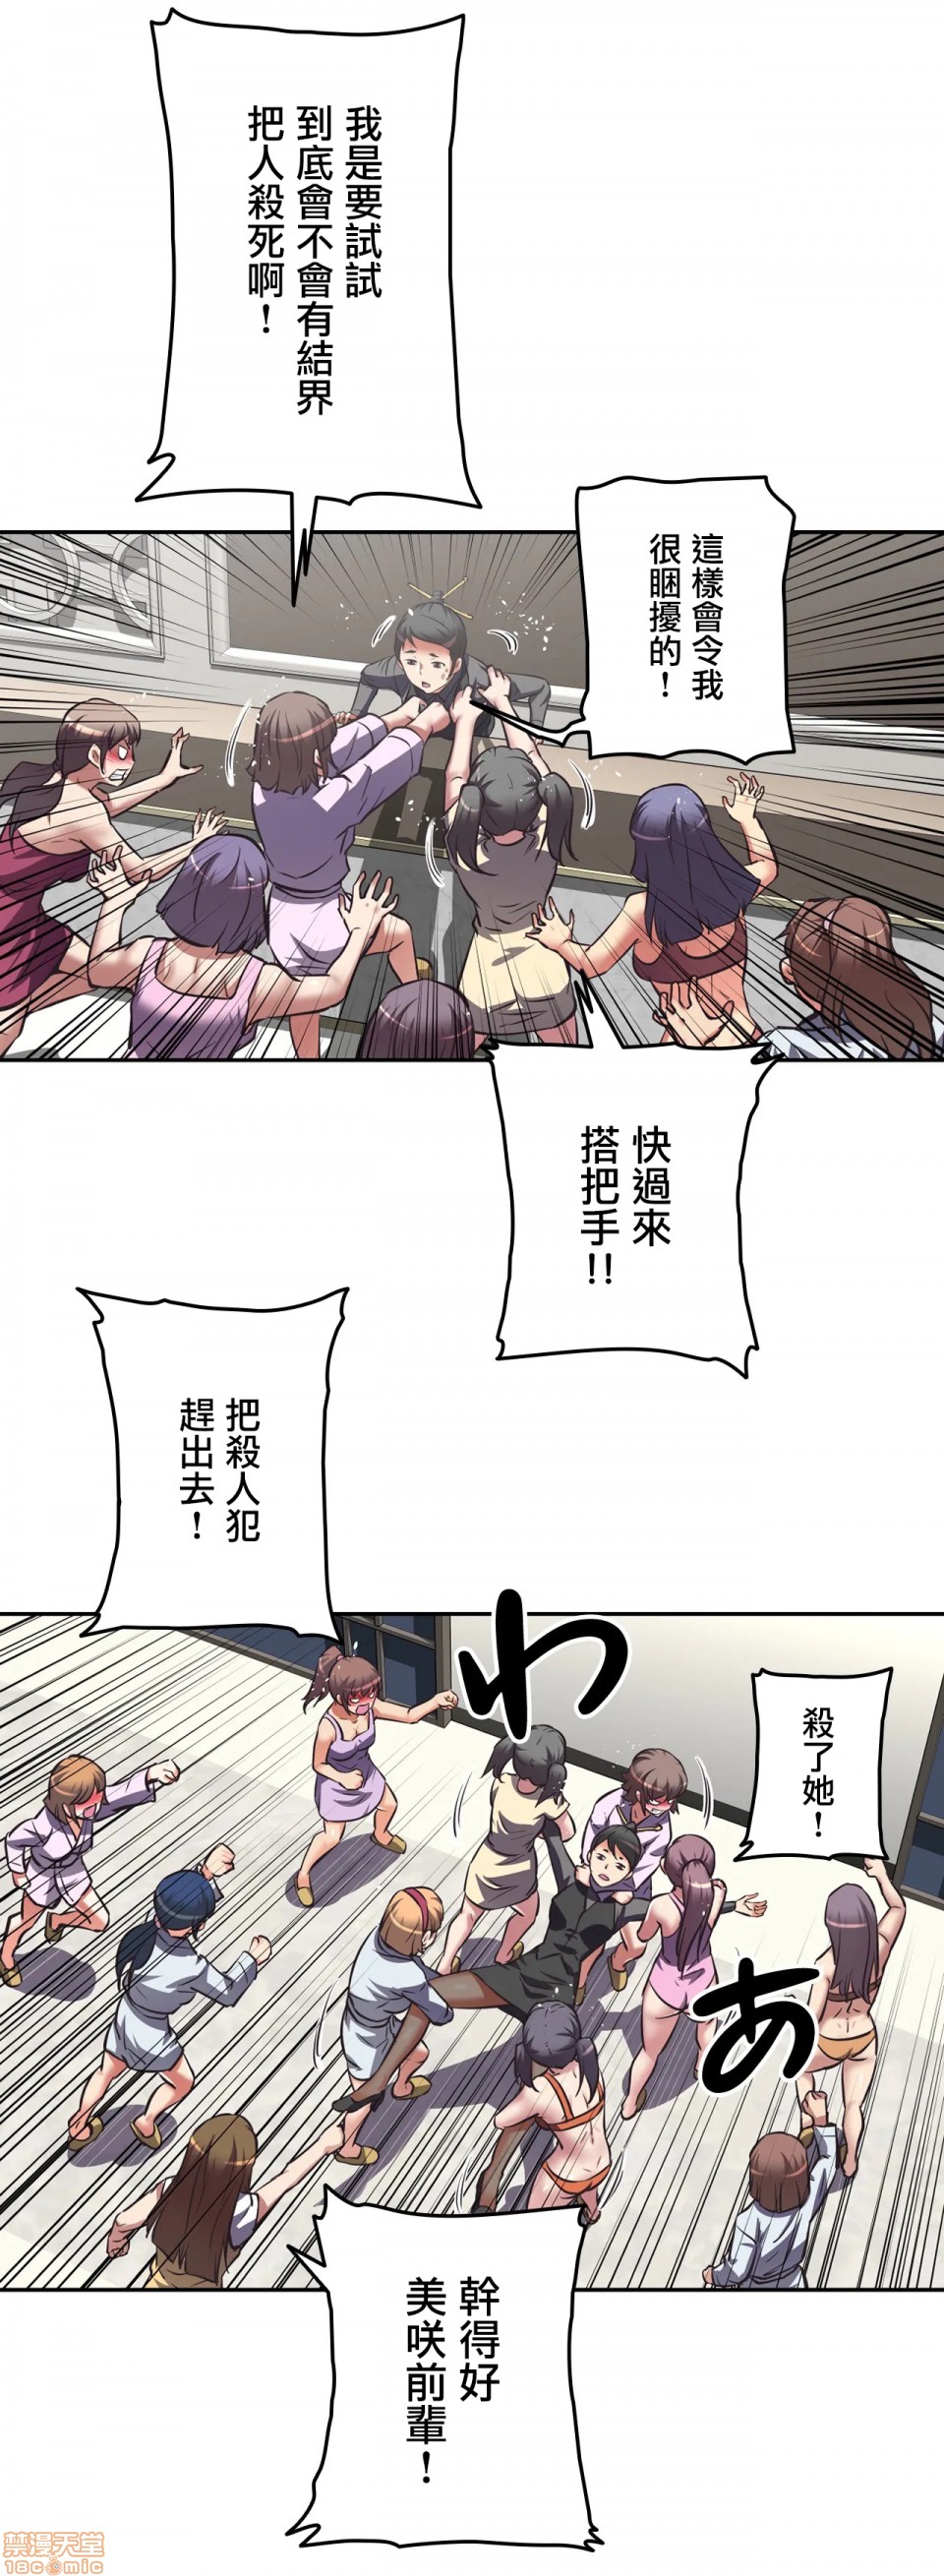 我是要試試
到底會不會有結界
把人殺死啊！
這樣會令我
很睏擾的！
快過來
搭把手!!
把殺人犯
趕出去！
わ
殺了她！
あ
幹得好
美咲前輩！
禁漫天堂
18comic